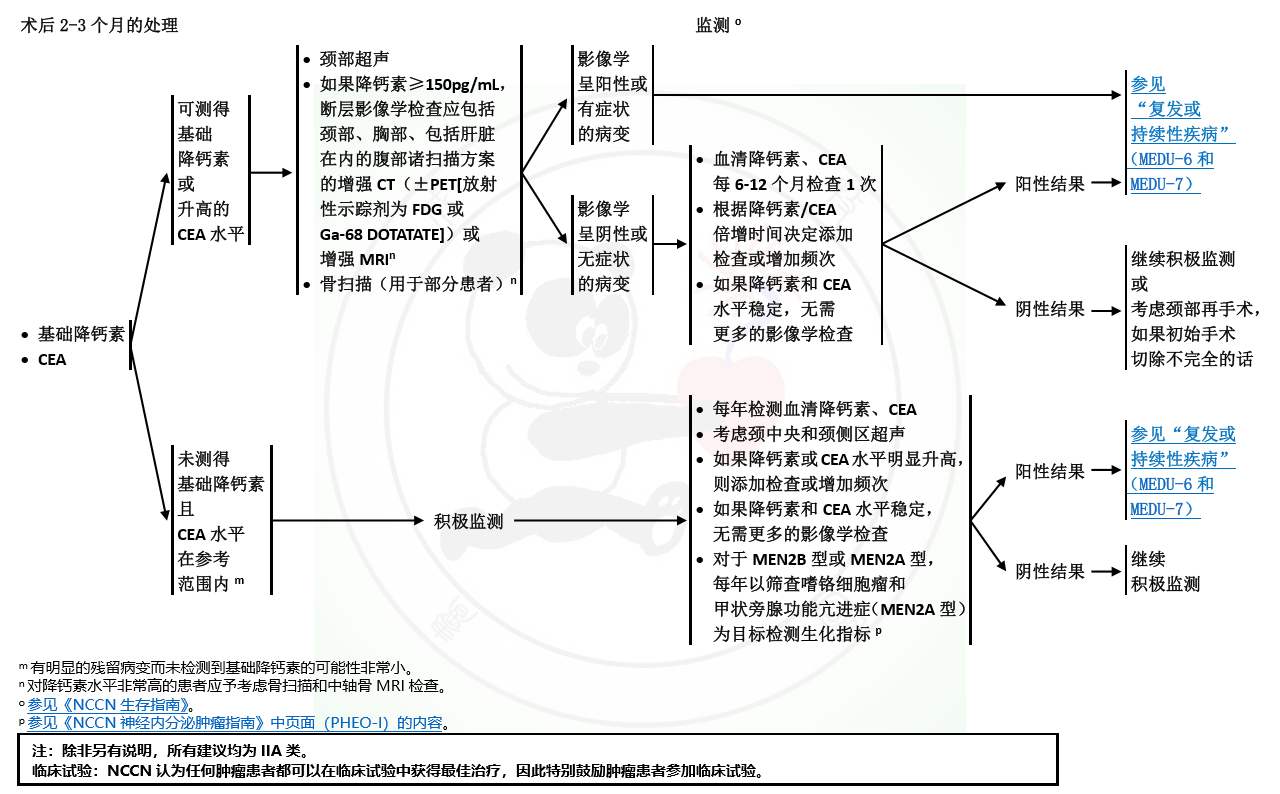 术后 2-3 个月的处理
监测 o
基础降钙素
CEA
可测得
基础
降钙素
或
升高的
CEA 水平
颈部超声
如果降钙素≥150pg/mL，
断层影像学检查应包括
颈部、胸部、包括肝脏
在内的腹部诸扫描方案
的增强 CT（±PET[放射
性示踪剂为 FDG 或
Ga-68 DOTATATE]）或
增强 MRI n
骨扫描（用于部分患者）n
影像学
呈阳性或
有症状
的病变
参见
“复发或
持续性疾病”
（MEDU-6 和
MEDU-7）
影像学
呈阴性或
无症状
的病变
血清降钙素、CEA
每 6-12 个月检查 1 次
根据降钙素/CEA
倍增时间决定添加
检查或增加频次
如果降钙素和 CEA
水平稳定，无需
更多的影像学检查
阳性结果
阴性结果
继续积极监测
或
考虑颈部再手术，
如果初始手术
切除不完全的话
未测得
基础降钙素
且
CEA 水平
在参考
范围内 m
积极监测
每年检测血清降钙素、CEA
考虑颈中央和颈侧区超声
如果降钙素或 CEA 水平明显升高，
则添加检查或增加频次
如果降钙素和 CEA 水平稳定，
无需更多的影像学检查
对于 MEN2B 型或 MEN2A 型，
每年以筛查嗜铬细胞瘤和
甲状旁腺功能亢进症（MEN2A 型）
为目标检测生化指标 p
阳性结果
参见“复发或
持续性疾病”
（MEDU-6 和
MEDU-7）
阴性结果
继续
积极监测
m 有明显的残留病变而未检测到基础降钙素的可能性非常小。
n 对降钙素水平非常高的患者应予考虑骨扫描和中轴骨 MRI 检查。
o 参见《NCCN 生存指南》。
p 参见《NCCN 神经内分泌肿瘤指南》中页面（PHEO-I）的内容。
注：除非另有说明，所有建议均为 IIA 类。
临床试验：NCCN 认为任何肿瘤患者都可以在临床试验中获得最佳治疗，因此特别鼓励肿瘤患者参加临床试验。